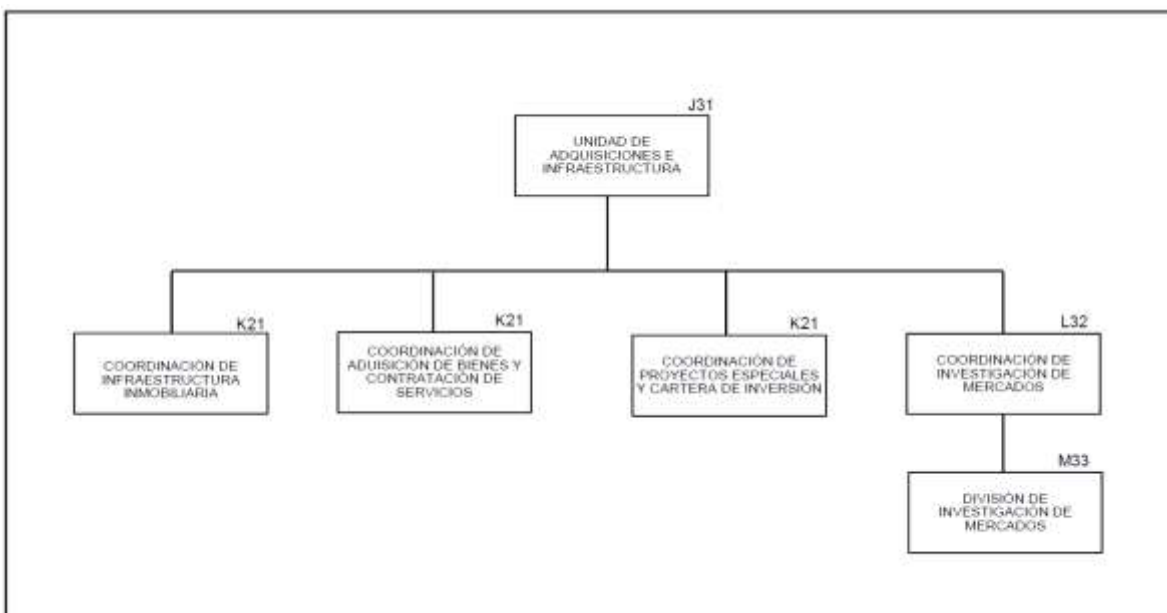 J31
UNIDAD DE
ADQUISICIONES E
INFRAESTRUCTURA
K21
COORDINACIÓN DE
INFRAESTRUCTURA
INMOBILIARIA
K21
COORDINACIÓN DE
ADUISICIÓN DE BIENES Y
CONTRATACIÓN DE
SERVICIOS
K21
COORDINACIÓN DE
PROYECTOS ESPECIALES
Y CARTERA DE INVERSIÓN
L32
COORDINACIÓN DE
INVESTIGACIÓN DE
MERCADOS
M33
DIVISIÓN DE
INVESTIGACIÓN DE
MERCADOS